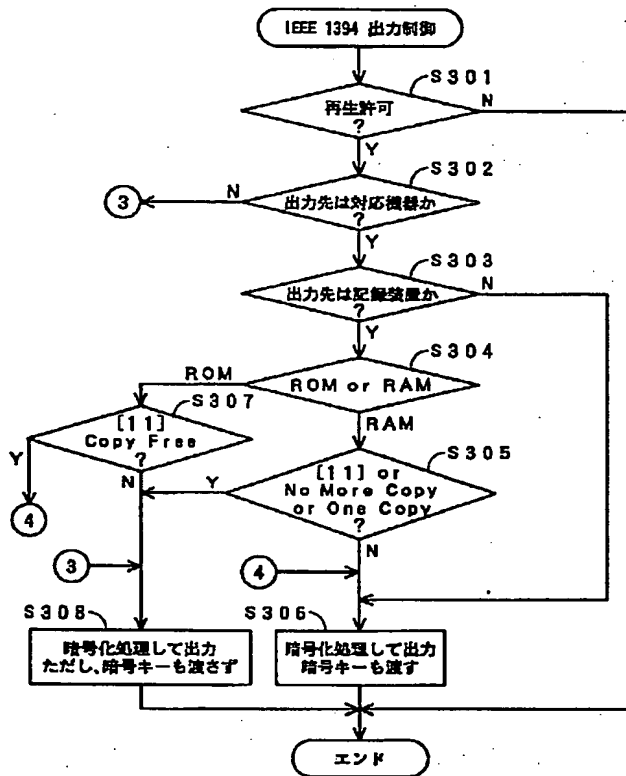 IEEE 1394 出力制御
S301
再生許可
?
N
Y
S302
出力先は対応機器か
?
N
③
Y
S303
出力先は記録装置か
?
N
Y
S304
ROM or RAM
ROM
RAM
S307
[11]
Copy Free
?
Y
N
④
S305
[11] or
No More Copy
or One Copy
?
Y
N
③
④
S308
暗号化処理して出力
ただし、暗号キーも渡さず
S306
暗号化処理して出力
暗号キーも渡す
エンド